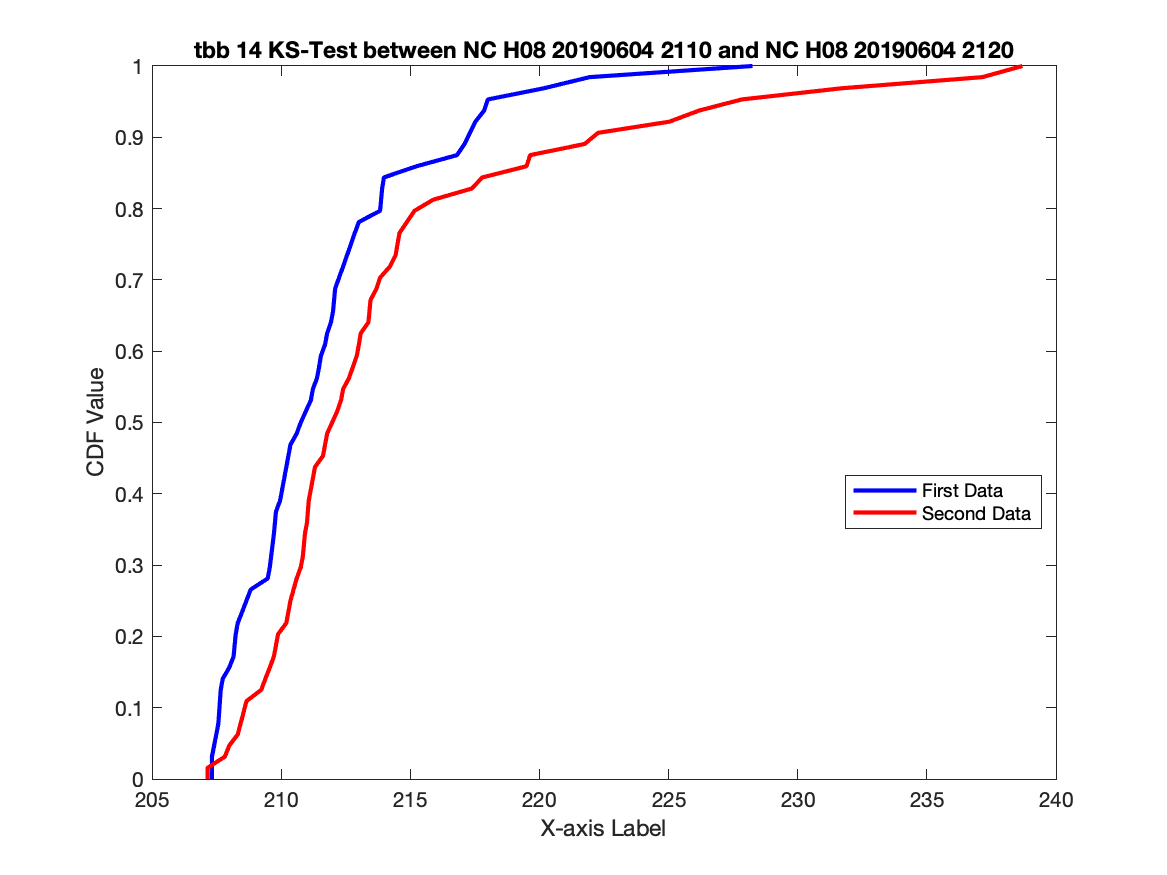 tbb 14 KS-Test between NC H08 20190604 2110 and NC H08 20190604 2120
1
0.9
0.8
0.7
0.6
0.5
0.4
0.3
0.2
0.1
0
CDF Value
First Data
Second Data
205 210 215 220 225 230 235 240
X-axis Label